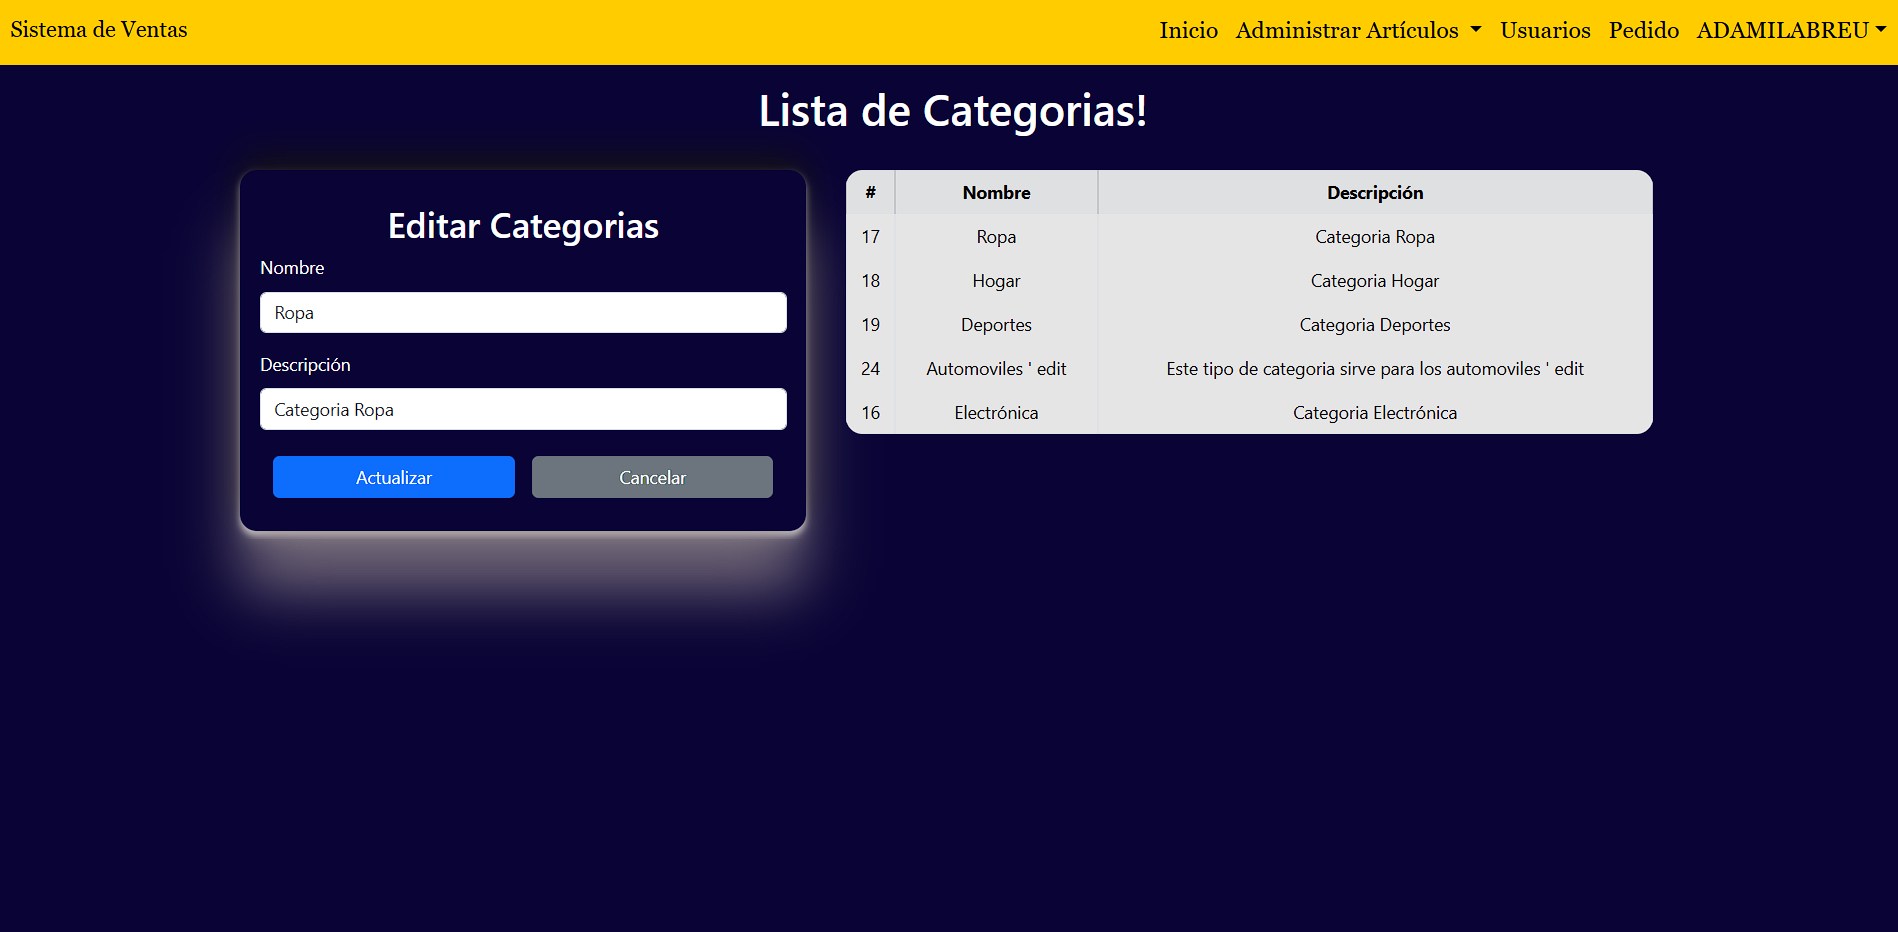 Sistema de Ventas
Inicio Administrar Artículos Usuarios Pedido ADAMILABREU
Lista de Categorias!
Editar Categorias
Nombre
Ropa
Descripción
Categoria Ropa
Actualizar Cancelar
# Nombre Descripción
17 Ropa Categoria Ropa
18 Hogar Categoria Hogar
19 Deportes Categoria Deportes
24 Automoviles ' edit Este tipo de categoria sirve para los automoviles ' edit
16 Electrónica Categoria Electrónica